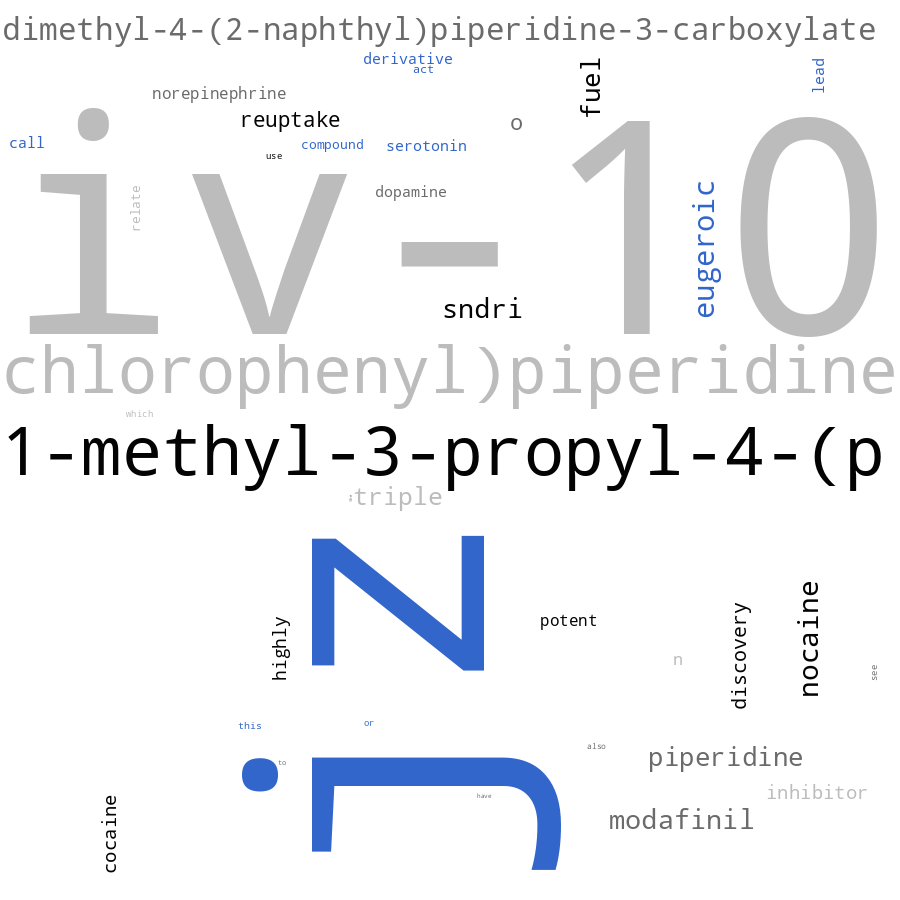 dimethyl-4-(2-naphthyl)piperidine-3-carboxylate
derivative
act
fuel
lead
norepinephrine
reuptake
o
call
compound
serotonin
use
relate
dopamine
iv-10
eugeroic
sndri
chlorophenyl)piperidine
which
1-methyl-3-propyl-4-(p
triple
jz
highly
potent
n
discovery
nocaine
see
this
or
to
also
piperidine
have
inhibitor
modafinil
cocaine